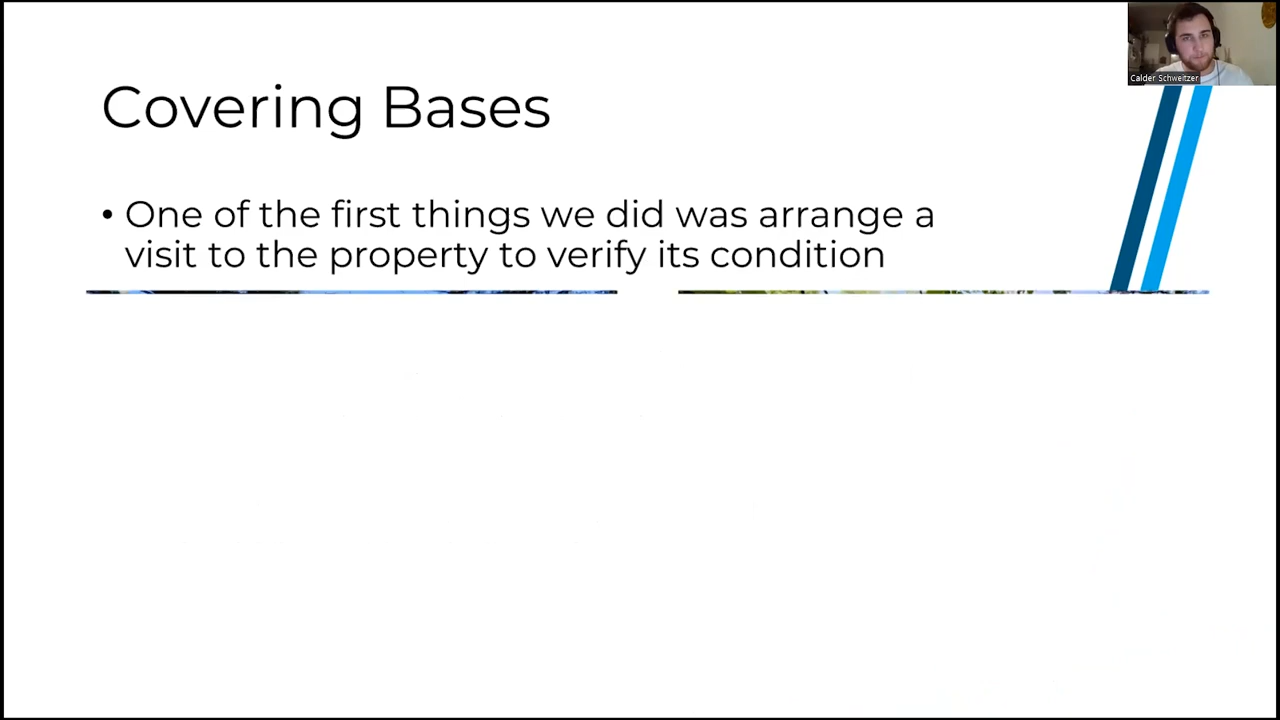 Calder Schweitzer
Covering Bases
• One of the first things we did was arrange a
visit to the property to verify its condition